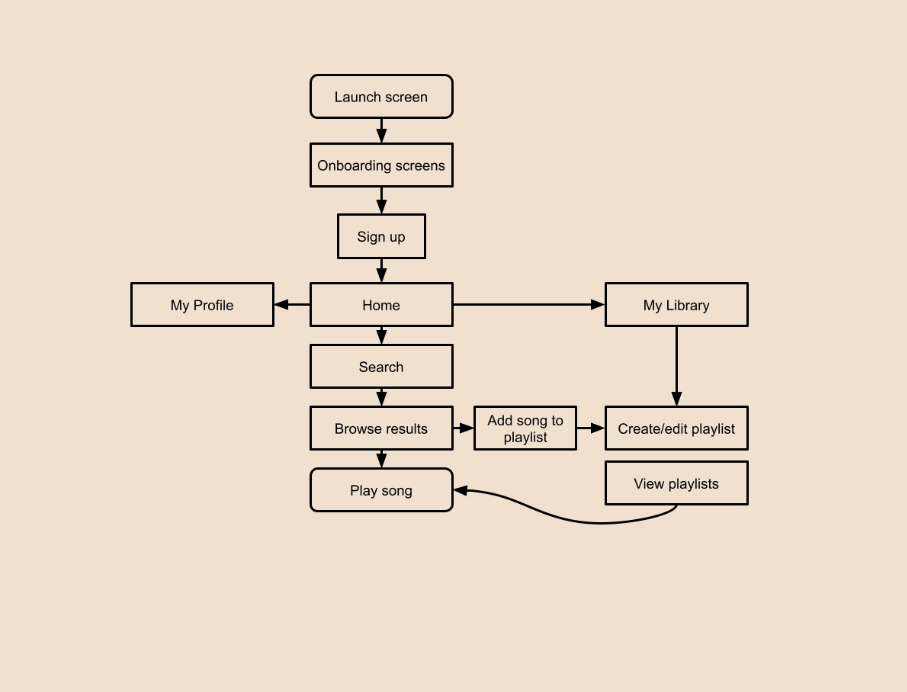 Launch screen
Onboarding screens
Sign up
My Profile
Home
My Library
Search
Browse results
Add song to
playlist
Create/edit playlist
View playlists
Play song